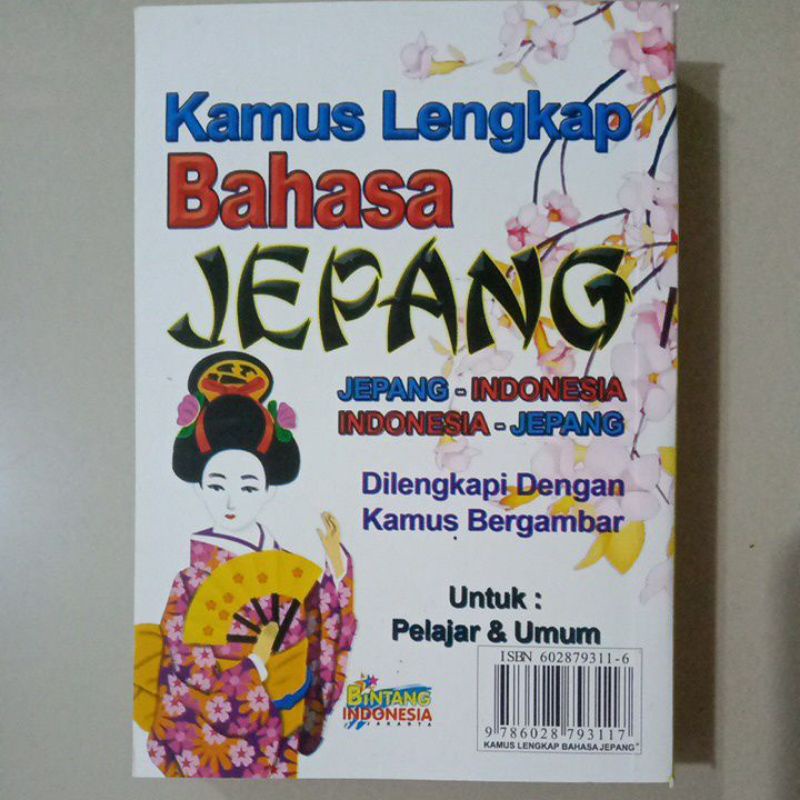 Kamus Lengkap
Bahasa
JEPANG
JEPANG - INDONESIA
INDONESIA - JEPANG
Dilengkapi Dengan
Kamus Bergambar
Untuk :
Pelajar & Umum
BINTANG
INDONESIA
JAKARTA
ISBN 602879311-6
9 786028 793117
KAMUS LENGKAP BAHASA JEPANG